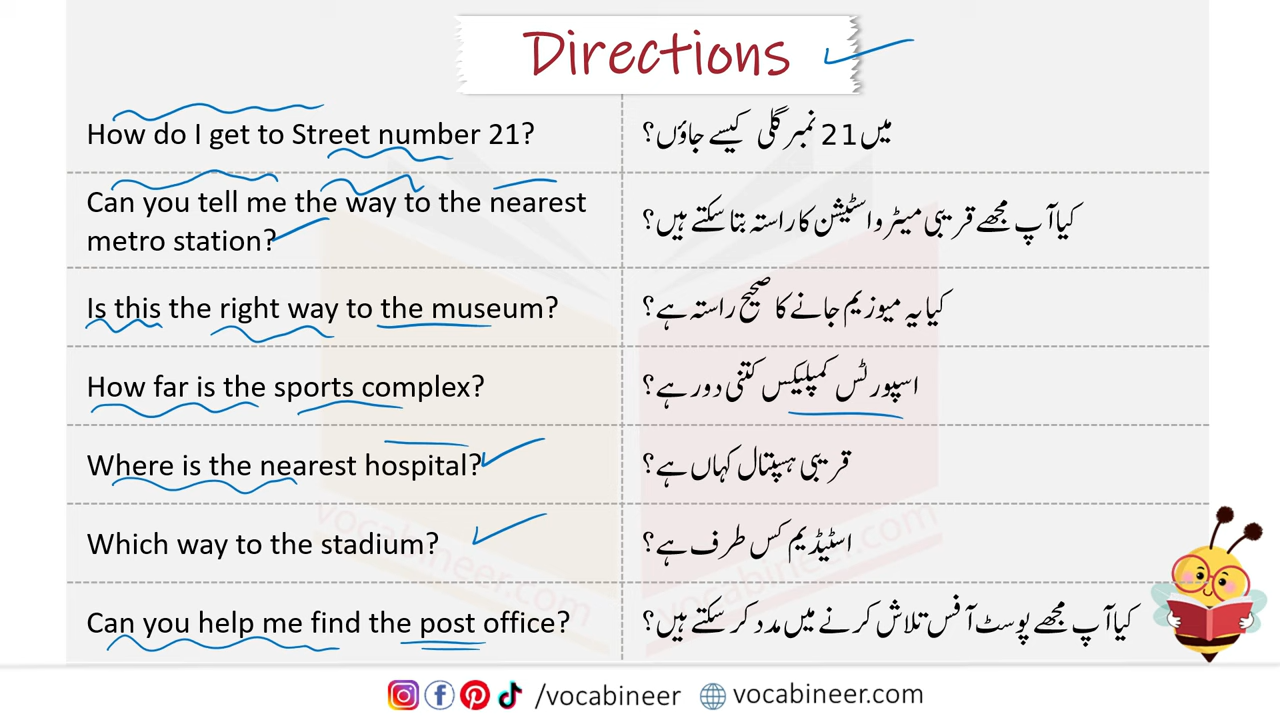 Directions
How do I get to Street number 21?
میں 21 نمبر گلی کیسے جاؤں؟
Can you tell me the way to the nearest
metro station?
کیا آپ مجھے قریبی میٹرو اسٹیشن کا راستہ بتا سکتے ہیں؟
Is this the right way to the museum?
کیا یہ میوزیم جانے کا صحیح راستہ ہے؟
How far is the sports complex?
اسپورٹس کمپلیکس کتنی دور ہے؟
Where is the nearest hospital?
قریبی ہسپتال کہاں ہے؟
Which way to the stadium?
اسٹیڈیم کس طرف ہے؟
Can you help me find the post office?
کیا آپ مجھے پوسٹ آفس تلاش کرنے میں مدد کر سکتے ہیں؟
vocabineer.com
vocabineer.com
/vocabineer
vocabineer.com